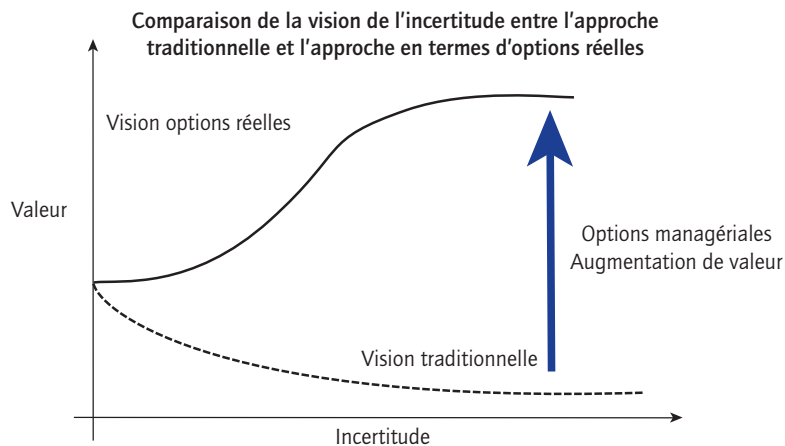 Comparaison de la vision de l'incertitude entre l'approche
traditionnelle et l'approche en termes d'options réelles
Vision options réelles
Valeur
Options managériales
Augmentation de valeur
Vision traditionnelle
Incertitude